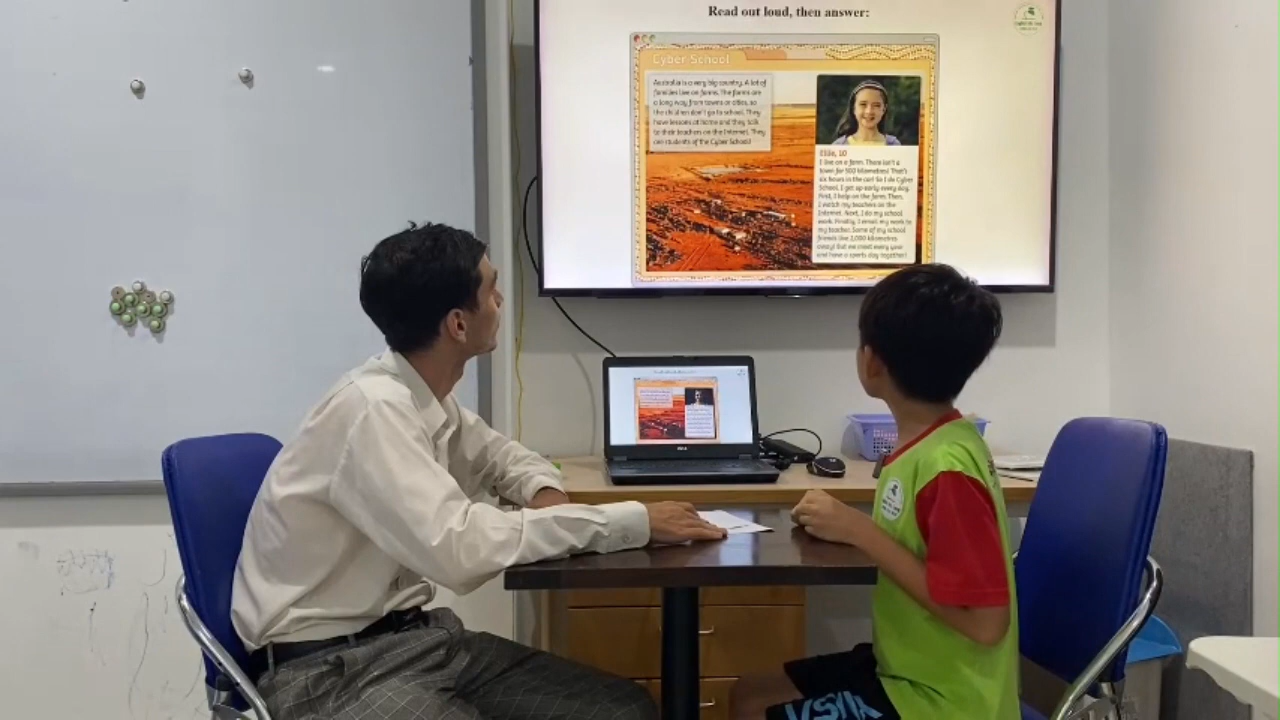 Read out loud, then answer:
Cyber School
Australia is a very big country. A lot of
families live on farms. The farms are
a long way from towns or cities, so
the children don't go to school. They
have lessons at home and they talk
to their teachers on the Internet. They
are students of the Cyber School!
Ellie, 10
I live on a farm. There isn't a
town for 500 kilometres! That's
six hours in the car! So I do Cyber
School. I get up early every day.
First, I help on the farm. Then,
I watch my teachers on the
Internet. Next, I do my school
work. Finally, I email my work to
my teacher. Some of my school
friends live 1,000 kilometres
away! But we meet every year
and have a sports day together!
DELL